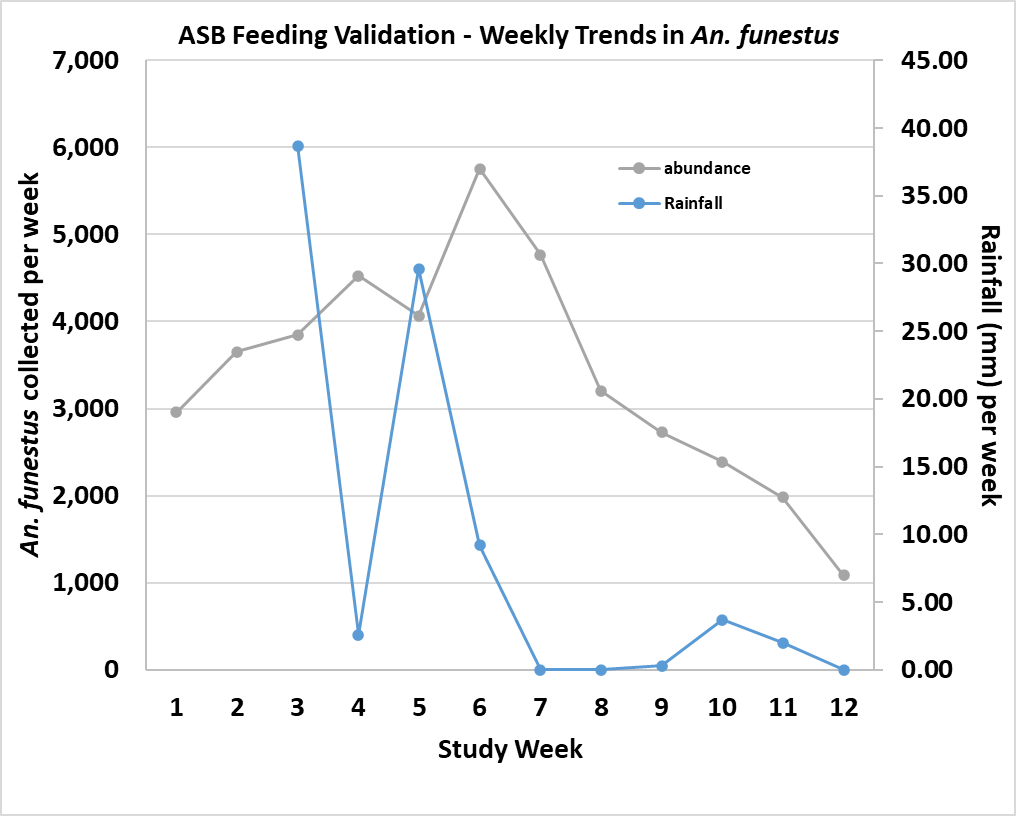 ASB Feeding Validation - Weekly Trends in An. funestus
7,000
6,000
5,000
4,000
3,000
2,000
1,000
0
An. funestus collected per week
abundance
Rainfall
45.00
40.00
35.00
30.00
25.00
20.00
15.00
10.00
5.00
0.00
Rainfall (mm) per week
1 2 3 4 5 6 7 8 9 10 11 12
Study Week